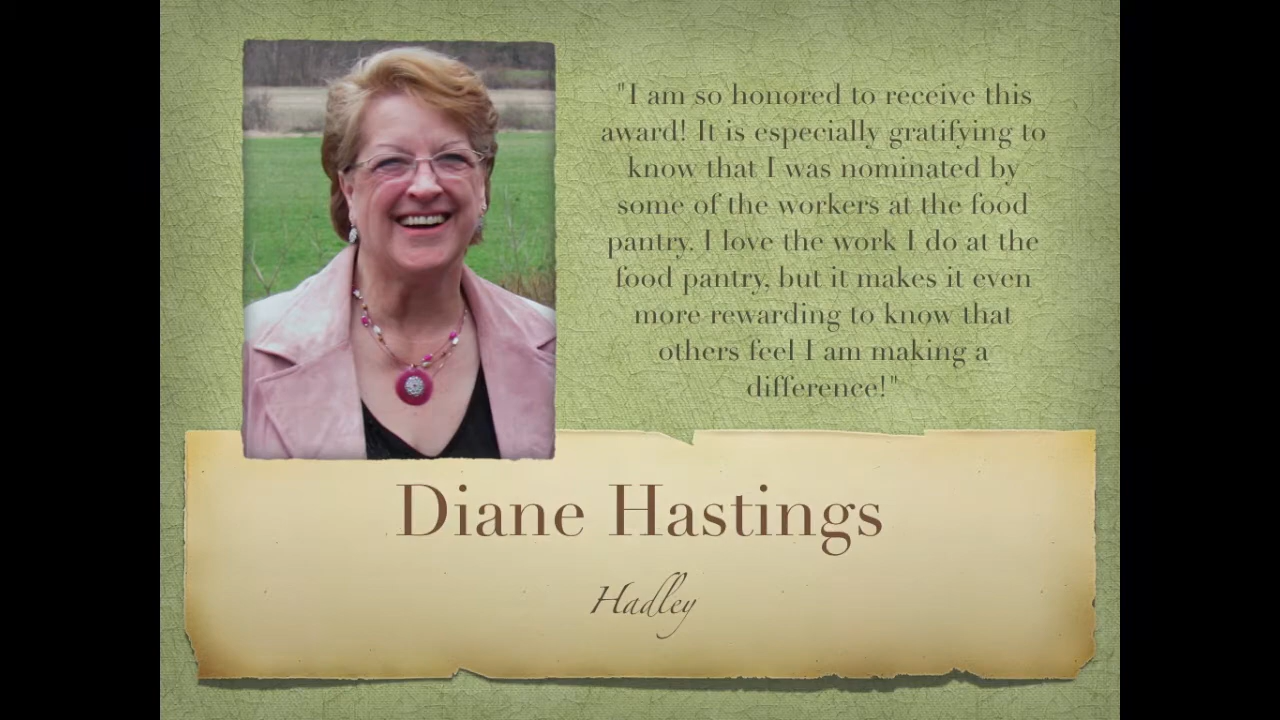 "I am so honored to receive this
award! It is especially gratifying to
know that I was nominated by
some of the workers at the food
pantry. I love the work I do at the
food pantry, but it makes it even
more rewarding to know that
others feel I am making a
difference!"
Diane Hastings
Hadley